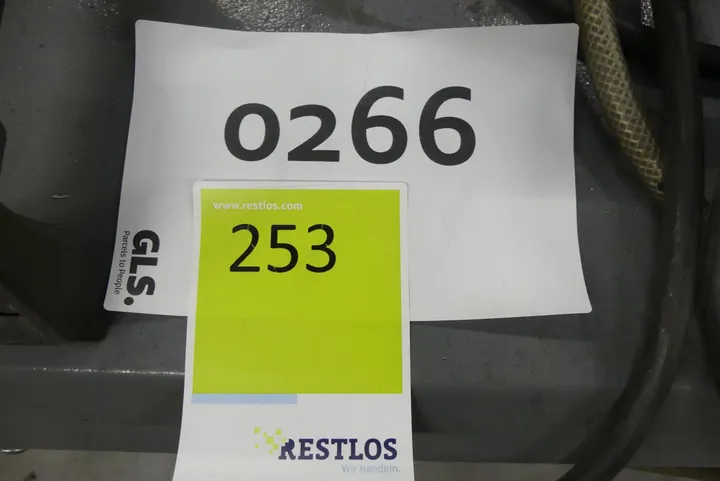 0266
GLS.
Parcels to People
www.restlos.com
253
RESTLOS
Wir handeln.